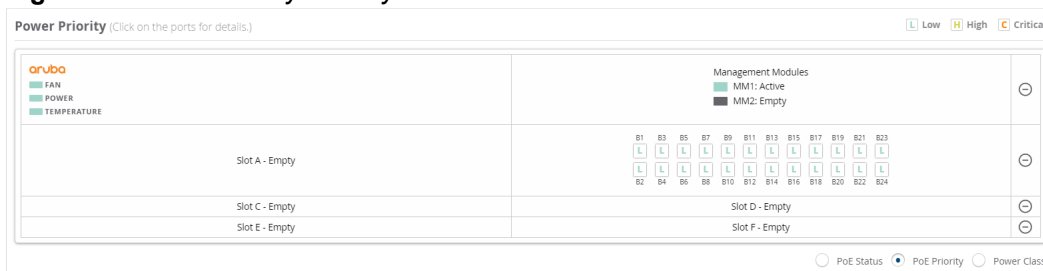 Power Priority (Click on the ports for details.)
L Low H High C Critica
aruba
FAN
POWER
TEMPERATURE
Management Modules
MM1: Active
MM2: Empty
Slot A - Empty
B1 B3 B5 B7 B9 B11 B13 B15 B17 B19 B21 B23
L L L L L L L L L L L L
L L L L L L L L L L L L
B2 B4 B6 B8 B10 B12 B14 B16 B18 B20 B22 B24
Slot C - Empty
Slot D - Empty
Slot E - Empty
Slot F - Empty
PoE Status PoE Priority Power Class